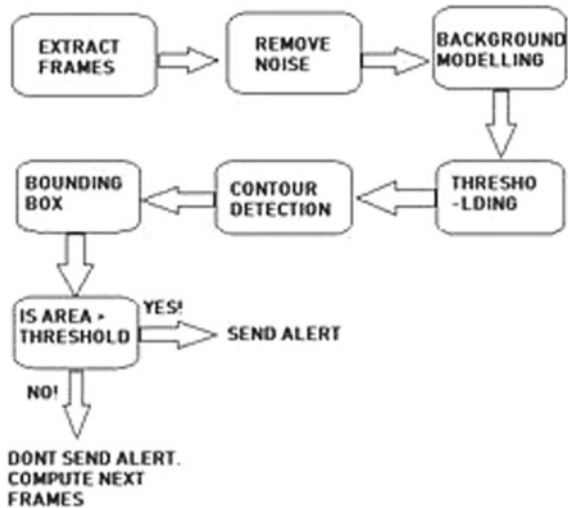 EXTRACT
FRAMES
REMOVE
NOISE
BACKGROUND
MODELLING
THRESHO
-LDING
CONTOUR
DETECTION
BOUNDING
BOX
IS AREA >
THRESHOLD
YES!
SEND ALERT
NO!
DONT SEND ALERT.
COMPUTE NEXT
FRAMES